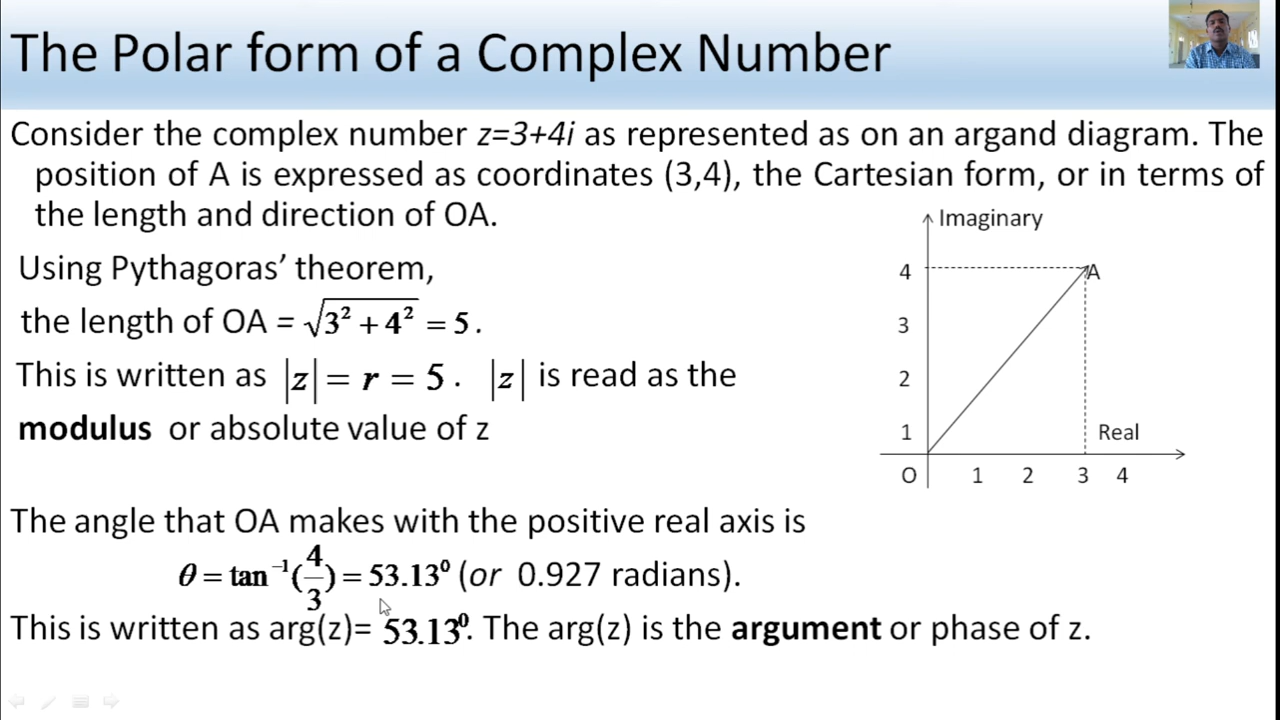 The Polar form of a Complex Number
Consider the complex number z=3+4i as represented as on an argand diagram. The
position of A is expressed as coordinates (3,4), the Cartesian form, or in terms of
the length and direction of OA.
Using Pythagoras’ theorem,
the length of OA = √(3² + 4²) = 5 .
This is written as |z| = r = 5 . |z| is read as the
modulus or absolute value of z
Imaginary
4
A
3
2
1
Real
O 1 2 3 4
The angle that OA makes with the positive real axis is
θ = tan⁻¹(4/3) = 53.13⁰ (or 0.927 radians).
This is written as arg(z)= 53.13⁰. The arg(z) is the argument or phase of z.